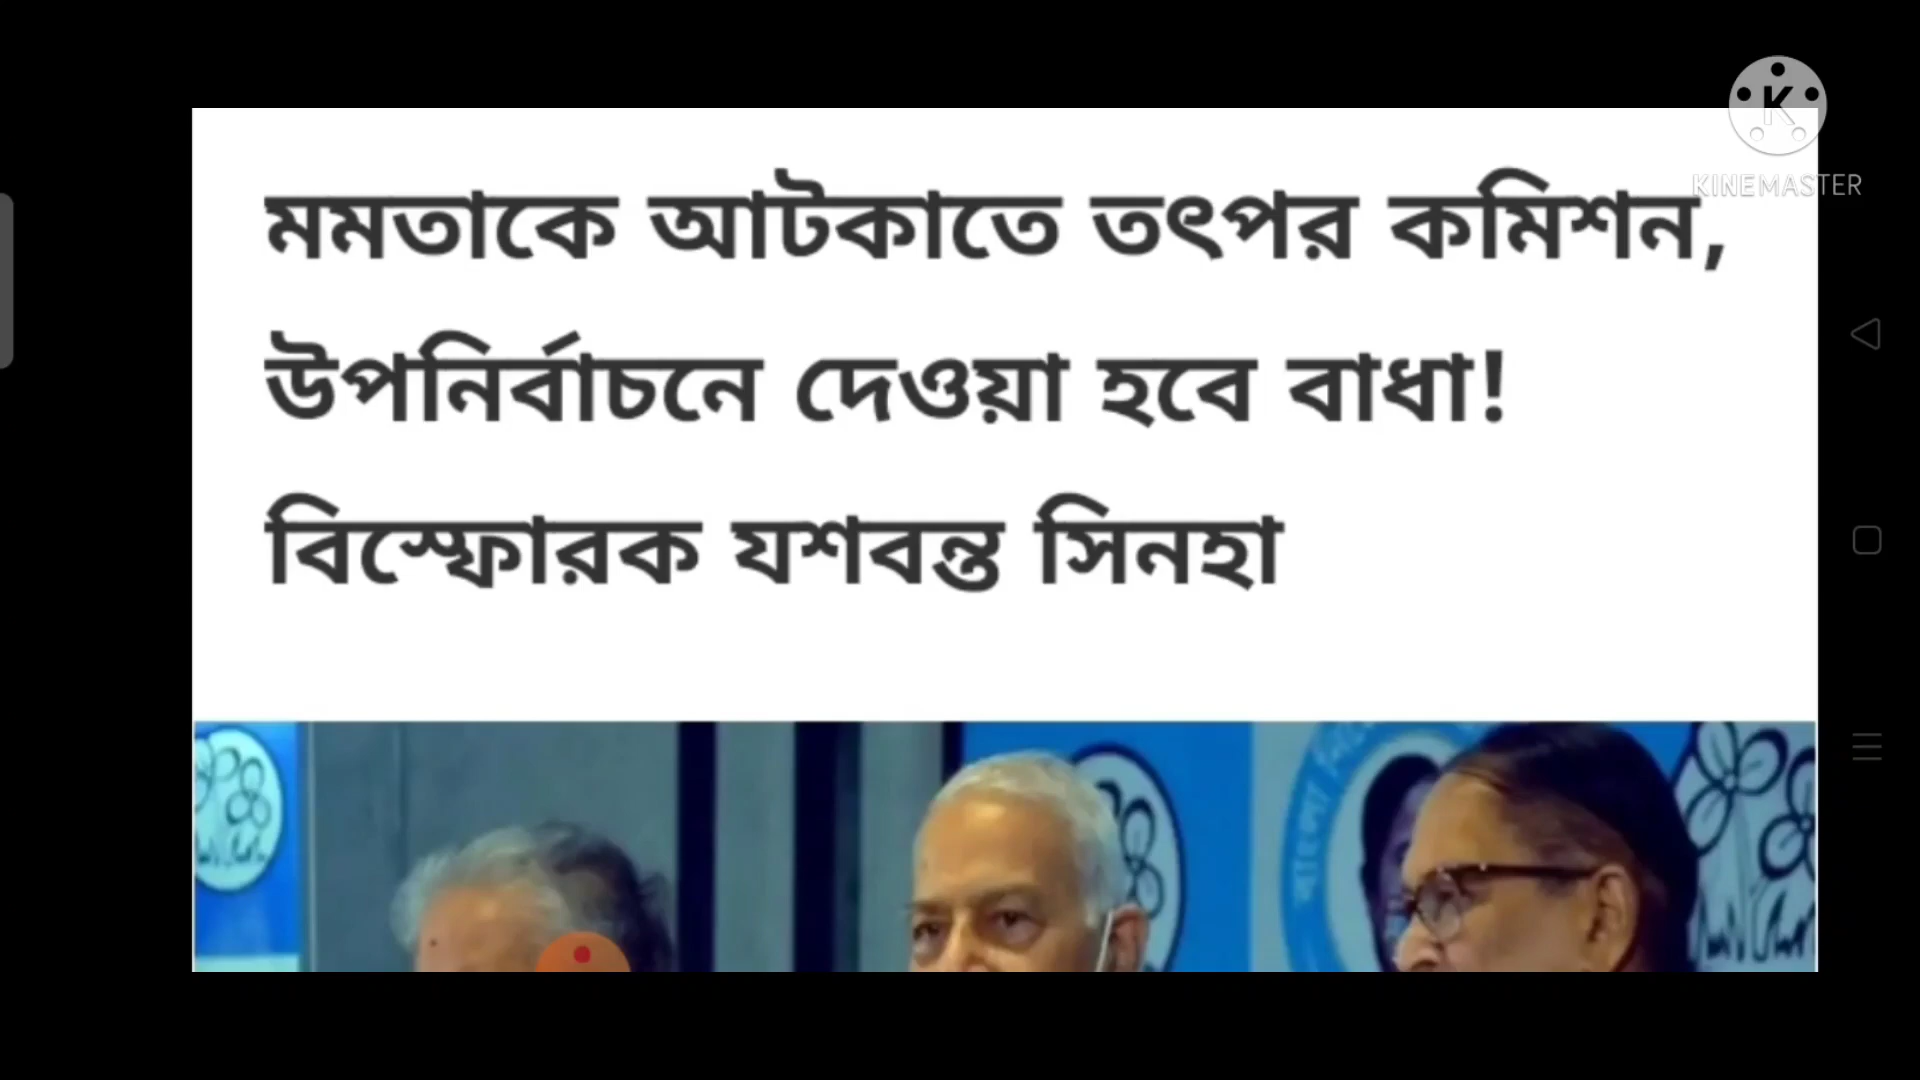 KINEMASTER
মমতাকে আটকাতে তৎপর কমিশন,
উপনির্বাচনে দেওয়া হবে বাধা!
বিস্ফোরক যশবন্ত সিনহা